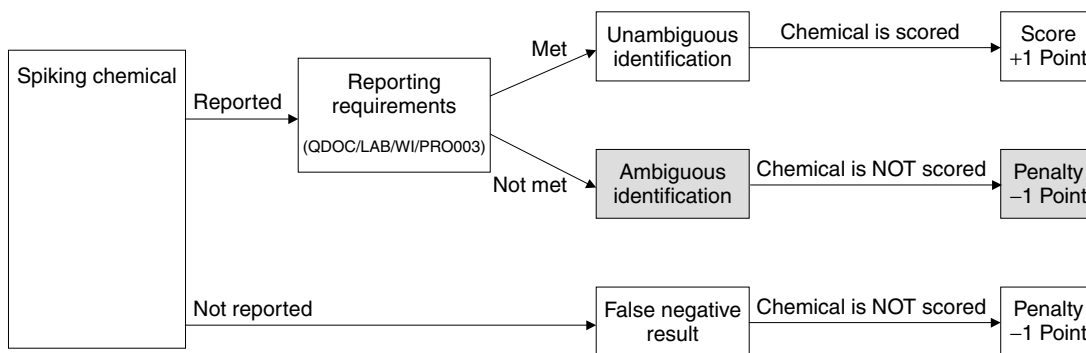 Spiking chemical
Reported
Reporting
requirements
(QDOC/LAB/WI/PRO003)
Met
Unambiguous
identification
Chemical is scored
Score
+1 Point
Not met
Ambiguous
identification
Chemical is NOT scored
Penalty
−1 Point
Not reported
False negative
result
Chemical is NOT scored
Penalty
−1 Point